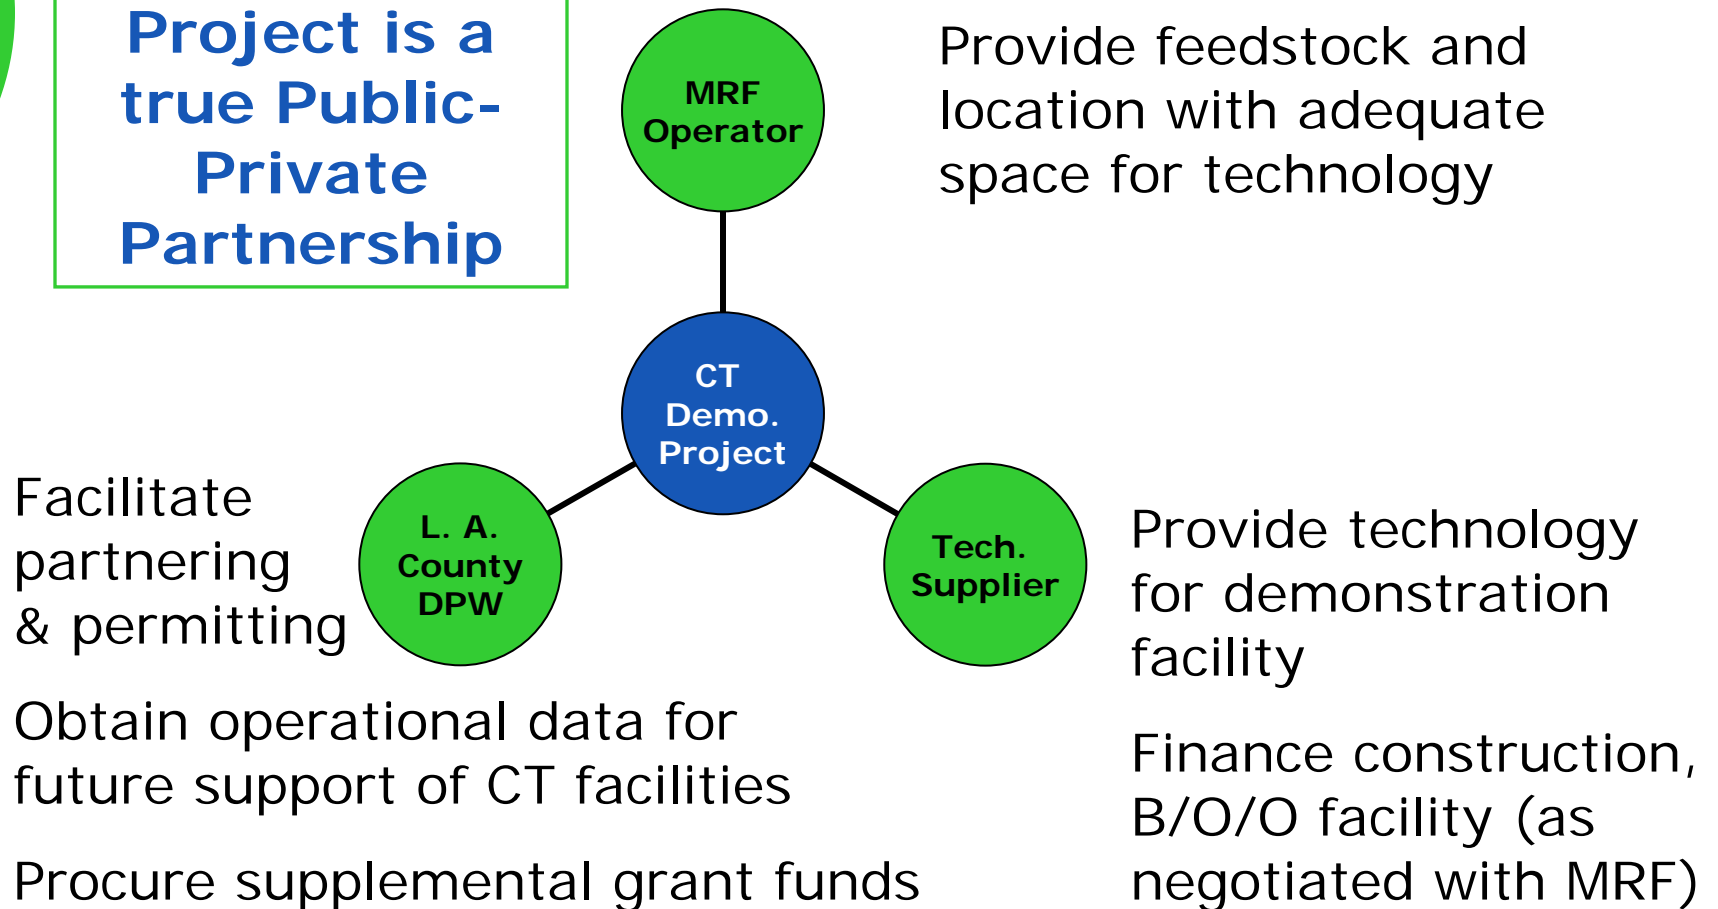 Project is a
true Public-
Private
Partnership
MRF
Operator
Provide feedstock and
location with adequate
space for technology
CT
Demo.
Project
Facilitate
partnering
& permitting
L. A.
County
DPW
Obtain operational data for
future support of CT facilities
Procure supplemental grant funds
Tech.
Supplier
Provide technology
for demonstration
facility
Finance construction,
B/O/O facility (as
negotiated with MRF)